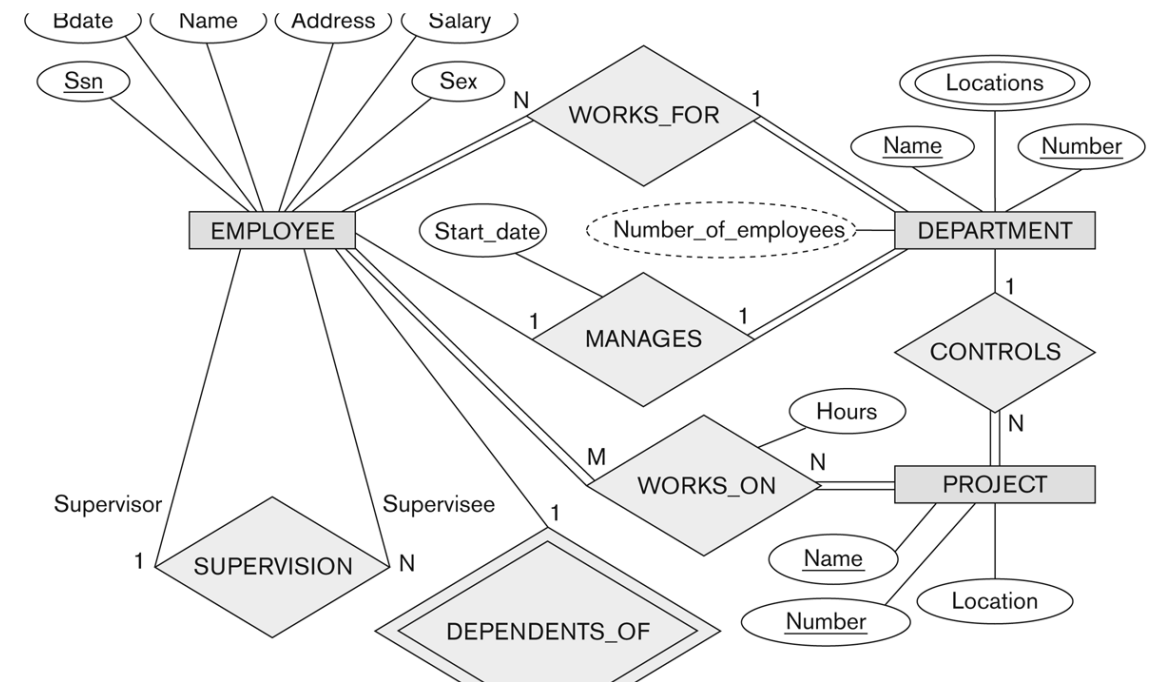 Bdate
Name
Address
Salary
Ssn
Sex
N
WORKS_FOR
1
Locations
Name
Number
EMPLOYEE
Start_date
Number_of_employees
DEPARTMENT
1
MANAGES
1
1
CONTROLS
N
Hours
M
WORKS_ON
N
PROJECT
Supervisor
Supervisee
1
SUPERVISION
N
1
Name
Location
Number
DEPENDENTS_OF